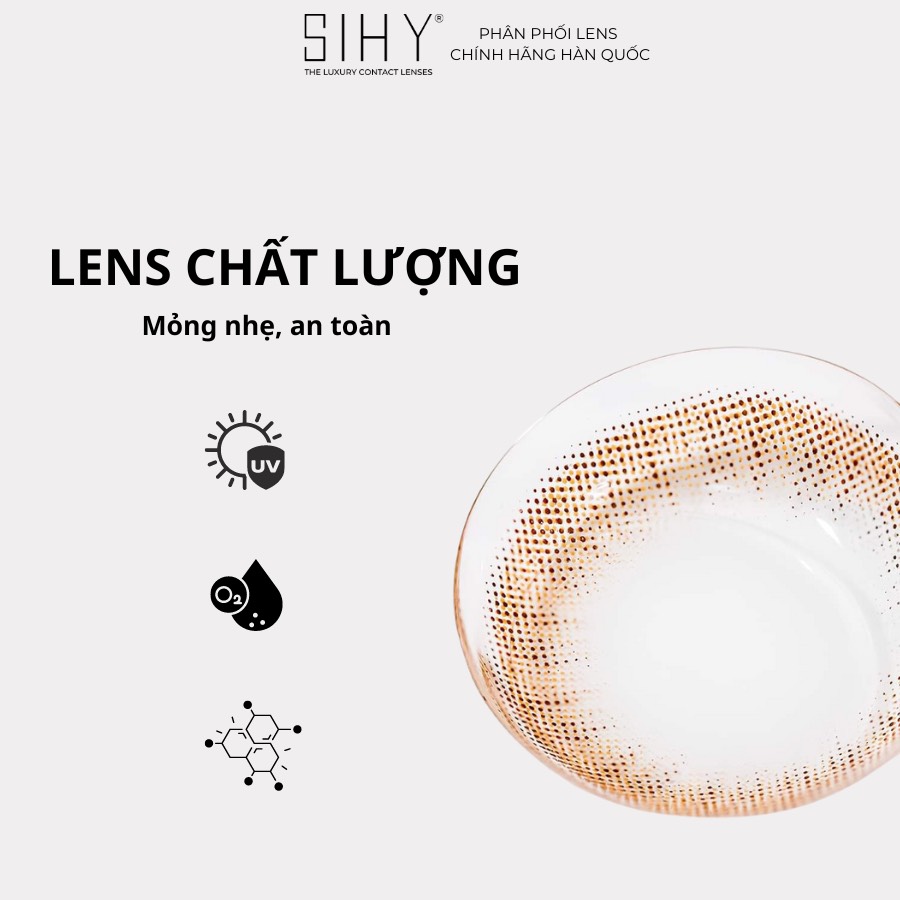 SIHY®
THE LUXURY CONTACT LENSES
PHÂN PHỐI LENS
CHÍNH HÃNG HÀN QUỐC
LENS CHẤT LƯỢNG
Mỏng nhẹ, an toàn
UV
O2